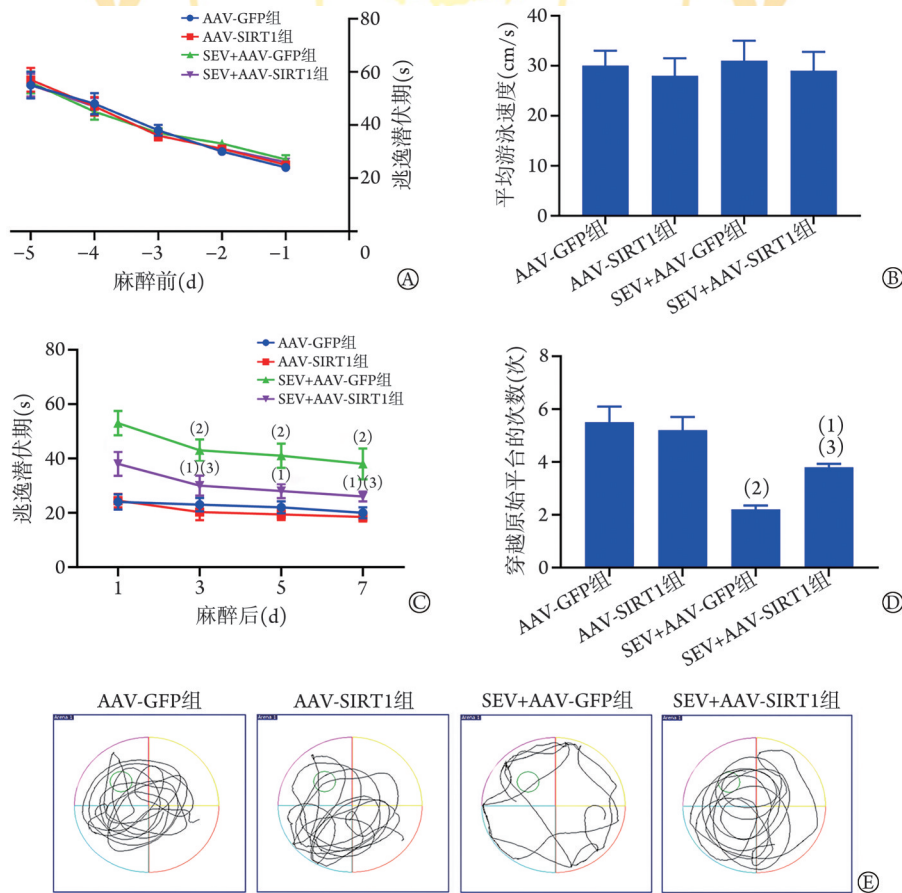 AAV-GFP组
AAV-SIRT1组
SEV+AAV-GFP组
SEV+AAV-SIRT1组
80
60
40
20
0
逃逸潜伏期(s)
-5 -4 -3 -2 -1
麻醉前(d)
A
40
30
20
10
0
平均游泳速度(cm/s)
AAV-GFP组
AAV-SIRT1组
SEV+AAV-GFP组
SEV+AAV-SIRT1组
B
AAV-GFP组
AAV-SIRT1组
SEV+AAV-GFP组
SEV+AAV-SIRT1组
80
60
40
20
0
逃逸潜伏期(s)
(2) (2) (2)
(1)(3) (1) (1)(3)
1 3 5 7
麻醉后(d)
C
8
6
4
2
0
穿越原始平台的次数(次)
(2)
(1)
(3)
AAV-GFP组
AAV-SIRT1组
SEV+AAV-GFP组
SEV+AAV-SIRT1组
D
AAV-GFP组 AAV-SIRT1组 SEV+AAV-GFP组 SEV+AAV-SIRT1组
Arena 1 Arena 1 Arena 1 Arena 1
E